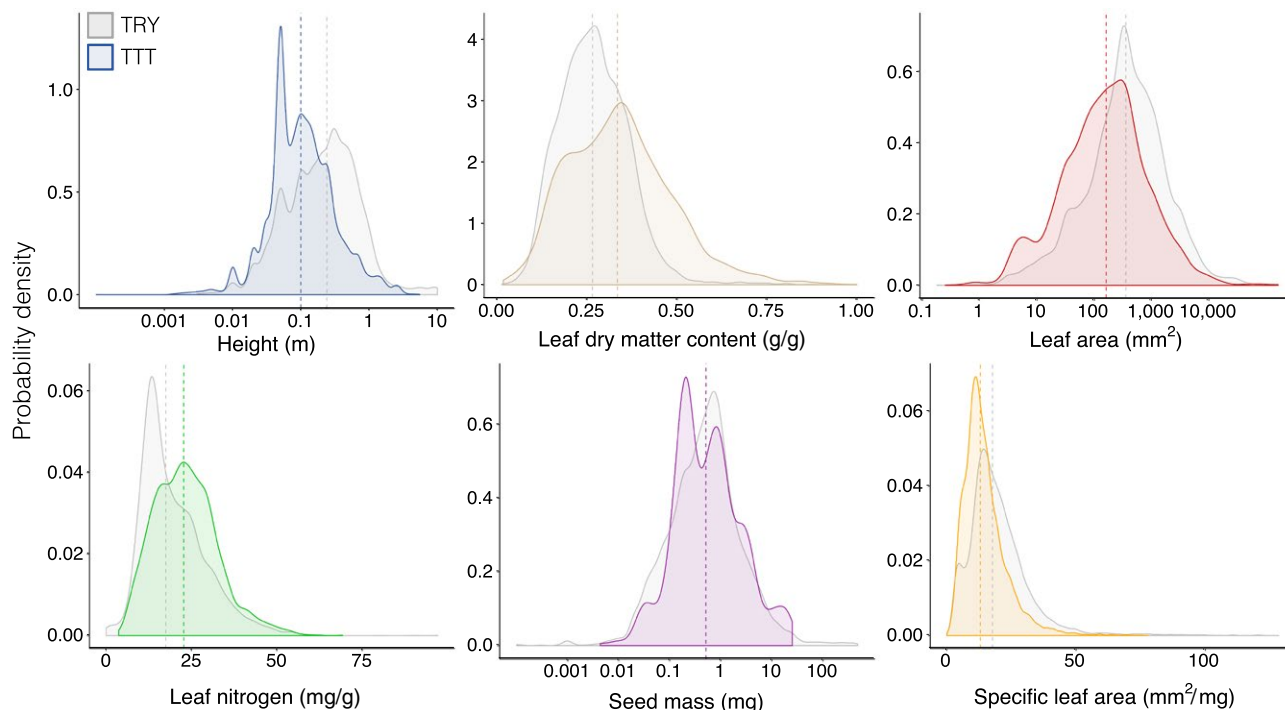 TRY
TTT
Probability density
1.0
0.5
0.0
0.001 0.01 0.1 1 10
Height (m)
4
3
2
1
0
0.00 0.25 0.50 0.75 1.00
Leaf dry matter content (g/g)
0.6
0.4
0.2
0.0
0.1 1 10 100 1,000 10,000
Leaf area (mm²)
0.06
0.04
0.02
0.00
0 25 50 75
Leaf nitrogen (mg/g)
0.6
0.4
0.2
0.0
0.001 0.01 0.1 1 10 100
Seed mass (mg)
0.06
0.04
0.02
0.00
0 50 100
Specific leaf area (mm²/mg)